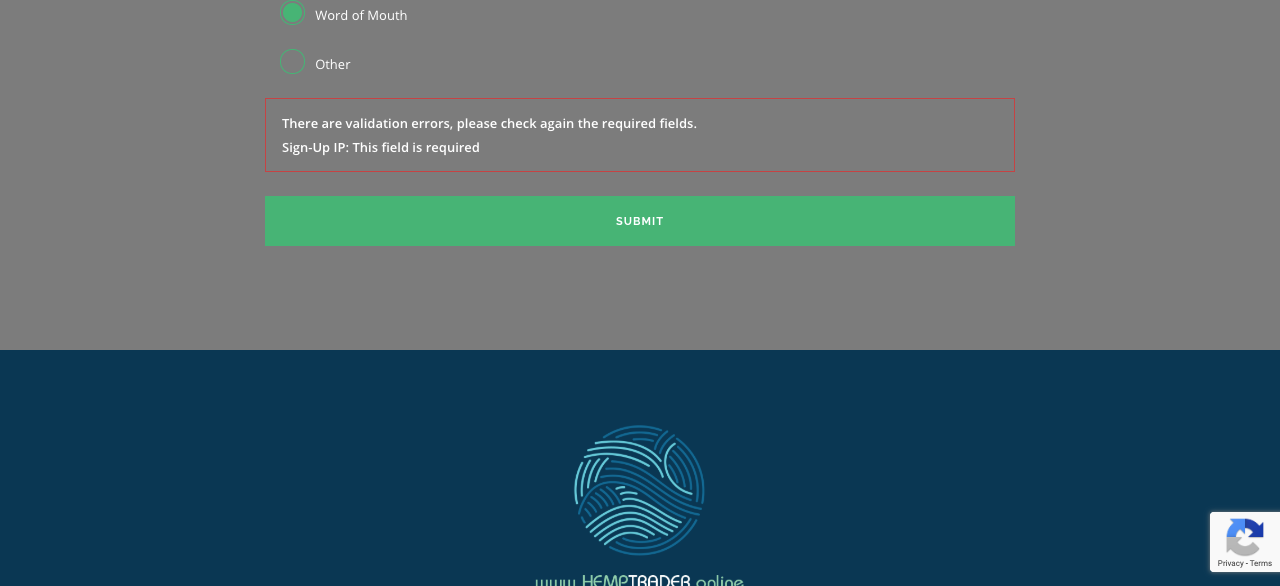 Word of Mouth
Other
There are validation errors, please check again the required fields.
Sign-Up IP: This field is required
SUBMIT
www.HEMPTRADER.online
Privacy - Terms